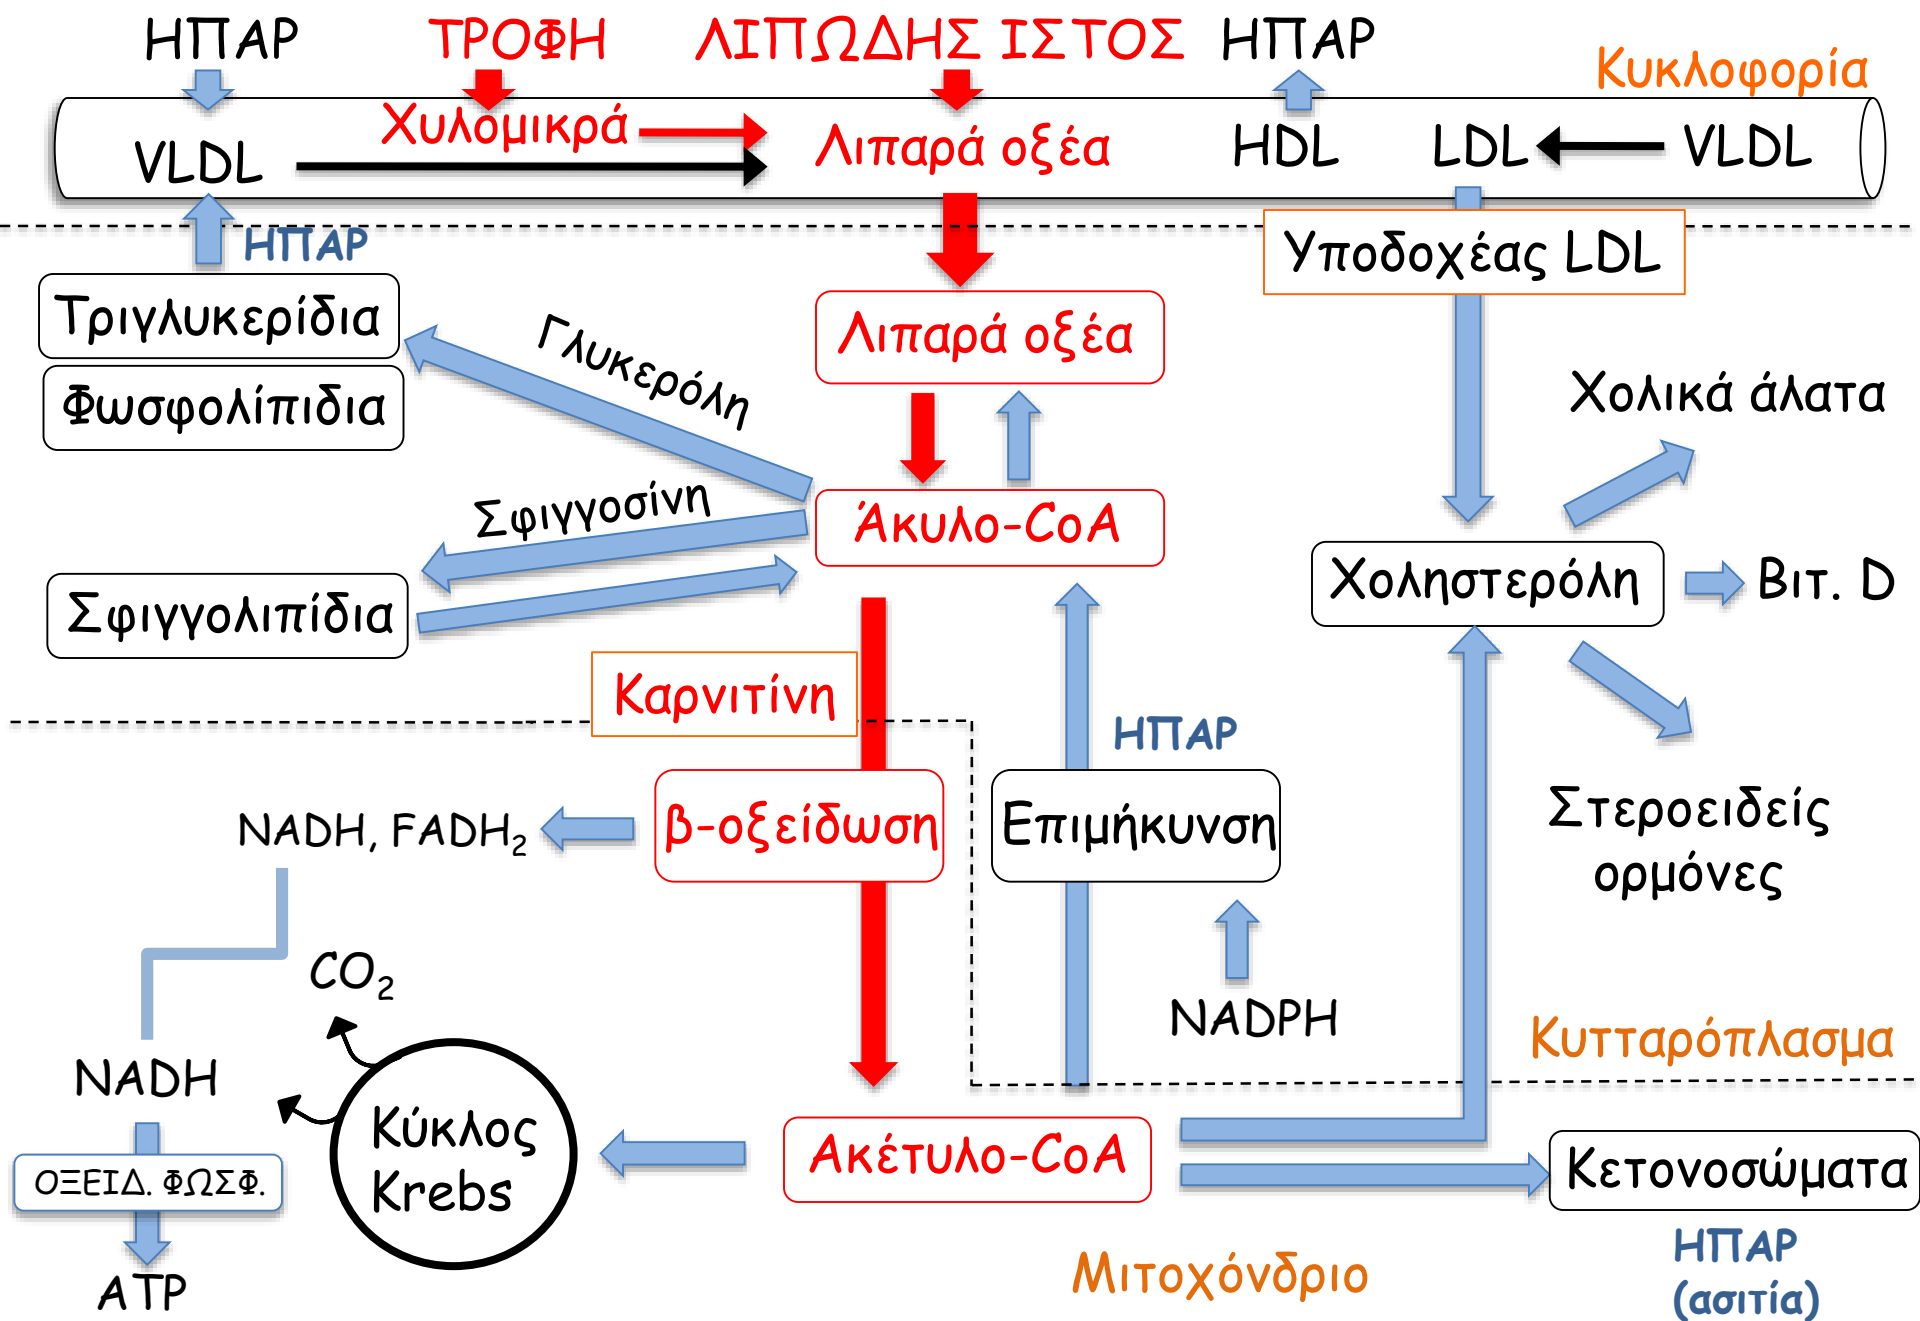 ΗΠΑΡ
ΤΡΟΦΗ
ΛΙΠΩΔΗΣ ΙΣΤΟΣ
ΗΠΑΡ
Κυκλοφορία
VLDL
Χυλομικρά
Λιπαρά οξέα
HDL
LDL
VLDL
ΗΠΑΡ
Υποδοχέας LDL
Τριγλυκερίδια
Φωσφολίπιδια
Γλυκερόλη
Λιπαρά οξέα
Χολικά άλατα
Σφιγγοσίνη
Άκυλο-CoA
Χοληστερόλη
Βιτ. D
Σφιγγολιπίδια
Καρνιτίνη
ΗΠΑΡ
NADH, FADH2
β-οξείδωση
Επιμήκυνση
Στεροειδείς
ορμόνες
CO2
NADPH
Κυτταρόπλασμα
NADH
Κύκλος
Krebs
Ακέτυλο-CoA
Κετονοσώματα
ΟΞΕΙΔ. ΦΩΣΦ.
ATP
Μιτοχόνδριο
ΗΠΑΡ
(ασιτία)